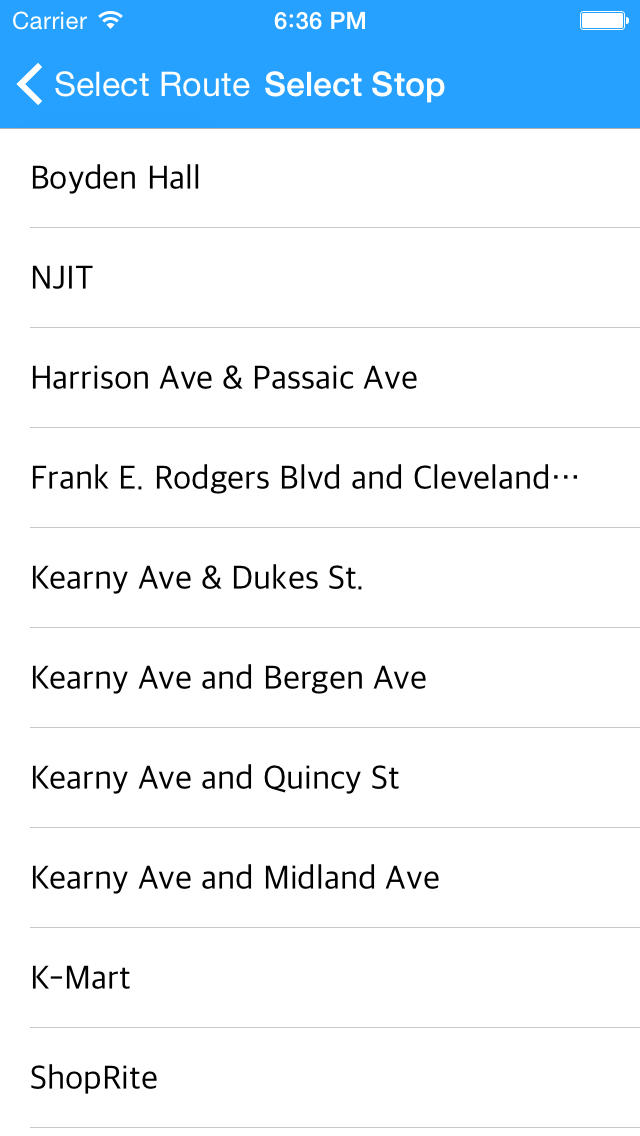 Carrier 6:36 PM
Select Route Select Stop
Boyden Hall
NJIT
Harrison Ave & Passaic Ave
Frank E. Rodgers Blvd and Cleveland…
Kearny Ave & Dukes St.
Kearny Ave and Bergen Ave
Kearny Ave and Quincy St
Kearny Ave and Midland Ave
K-Mart
ShopRite